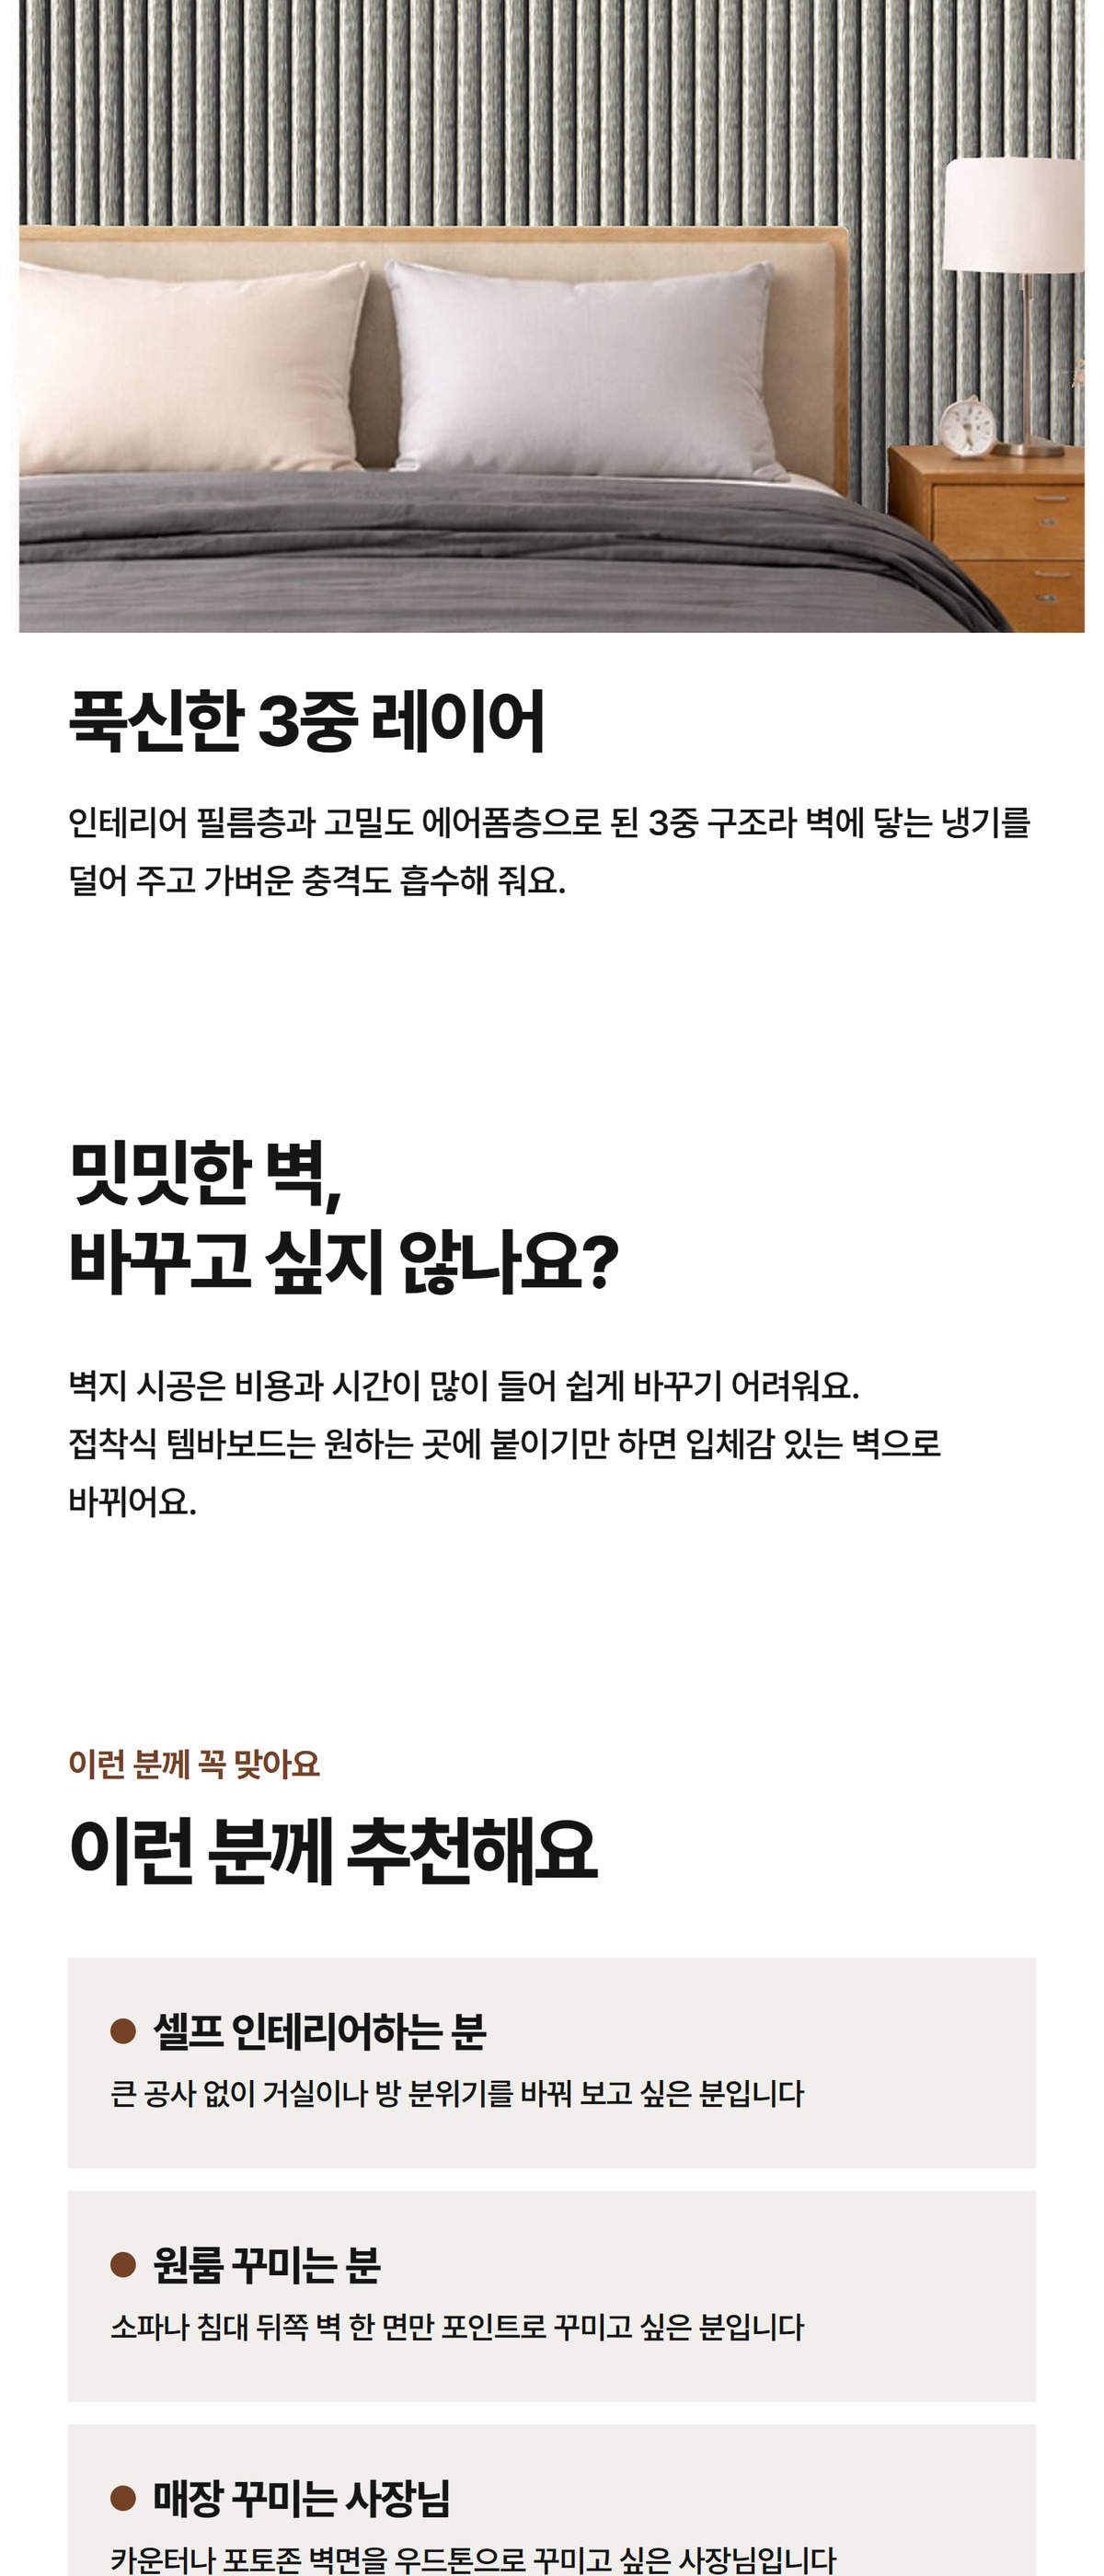 푹신한 3중 레이어
인테리어 필름층과 고밀도 에어폼층으로 된 3중 구조라 벽에 닿는 냉기를
덜어 주고 가벼운 충격도 흡수해 줘요.
밋밋한 벽,
바꾸고 싶지 않나요?
벽지 시공은 비용과 시간이 많이 들어 쉽게 바꾸기 어려워요.
접착식 템바보드는 원하는 곳에 붙이기만 하면 입체감 있는 벽으로
바뀌어요.
이런 분께 꼭 맞아요
이런 분께 추천해요
셀프 인테리어하는 분
큰 공사 없이 거실이나 방 분위기를 바꿔 보고 싶은 분입니다
원룸 꾸미는 분
소파나 침대 뒤쪽 벽 한 면만 포인트로 꾸미고 싶은 분입니다
매장 꾸미는 사장님
카운터나 포토존 벽면을 우드톤으로 꾸미고 싶은 사장님입니다